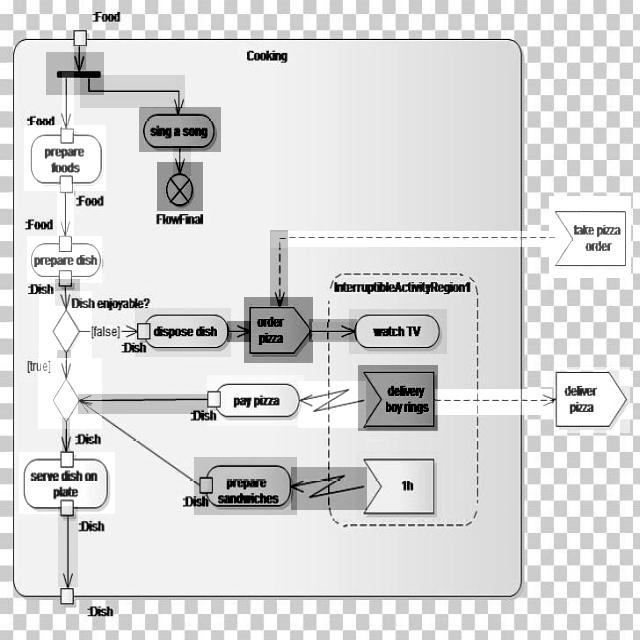 :Food
Cooking
:Food
sing a song
prepare
foods
:Food
FlowFinal
:Food
take pizza
order
prepare dish
:Dish
InterruptibleActivityRegion1
Dish enjoyable?
[false]
dispose dish
order
pizza
watch TV
:Dish
[true]
pay pizza
delivery
boy rings
deliver
pizza
:Dish
:Dish
serve dish on
plate
prepare
sandwiches
1h
:Dish
:Dish
:Dish